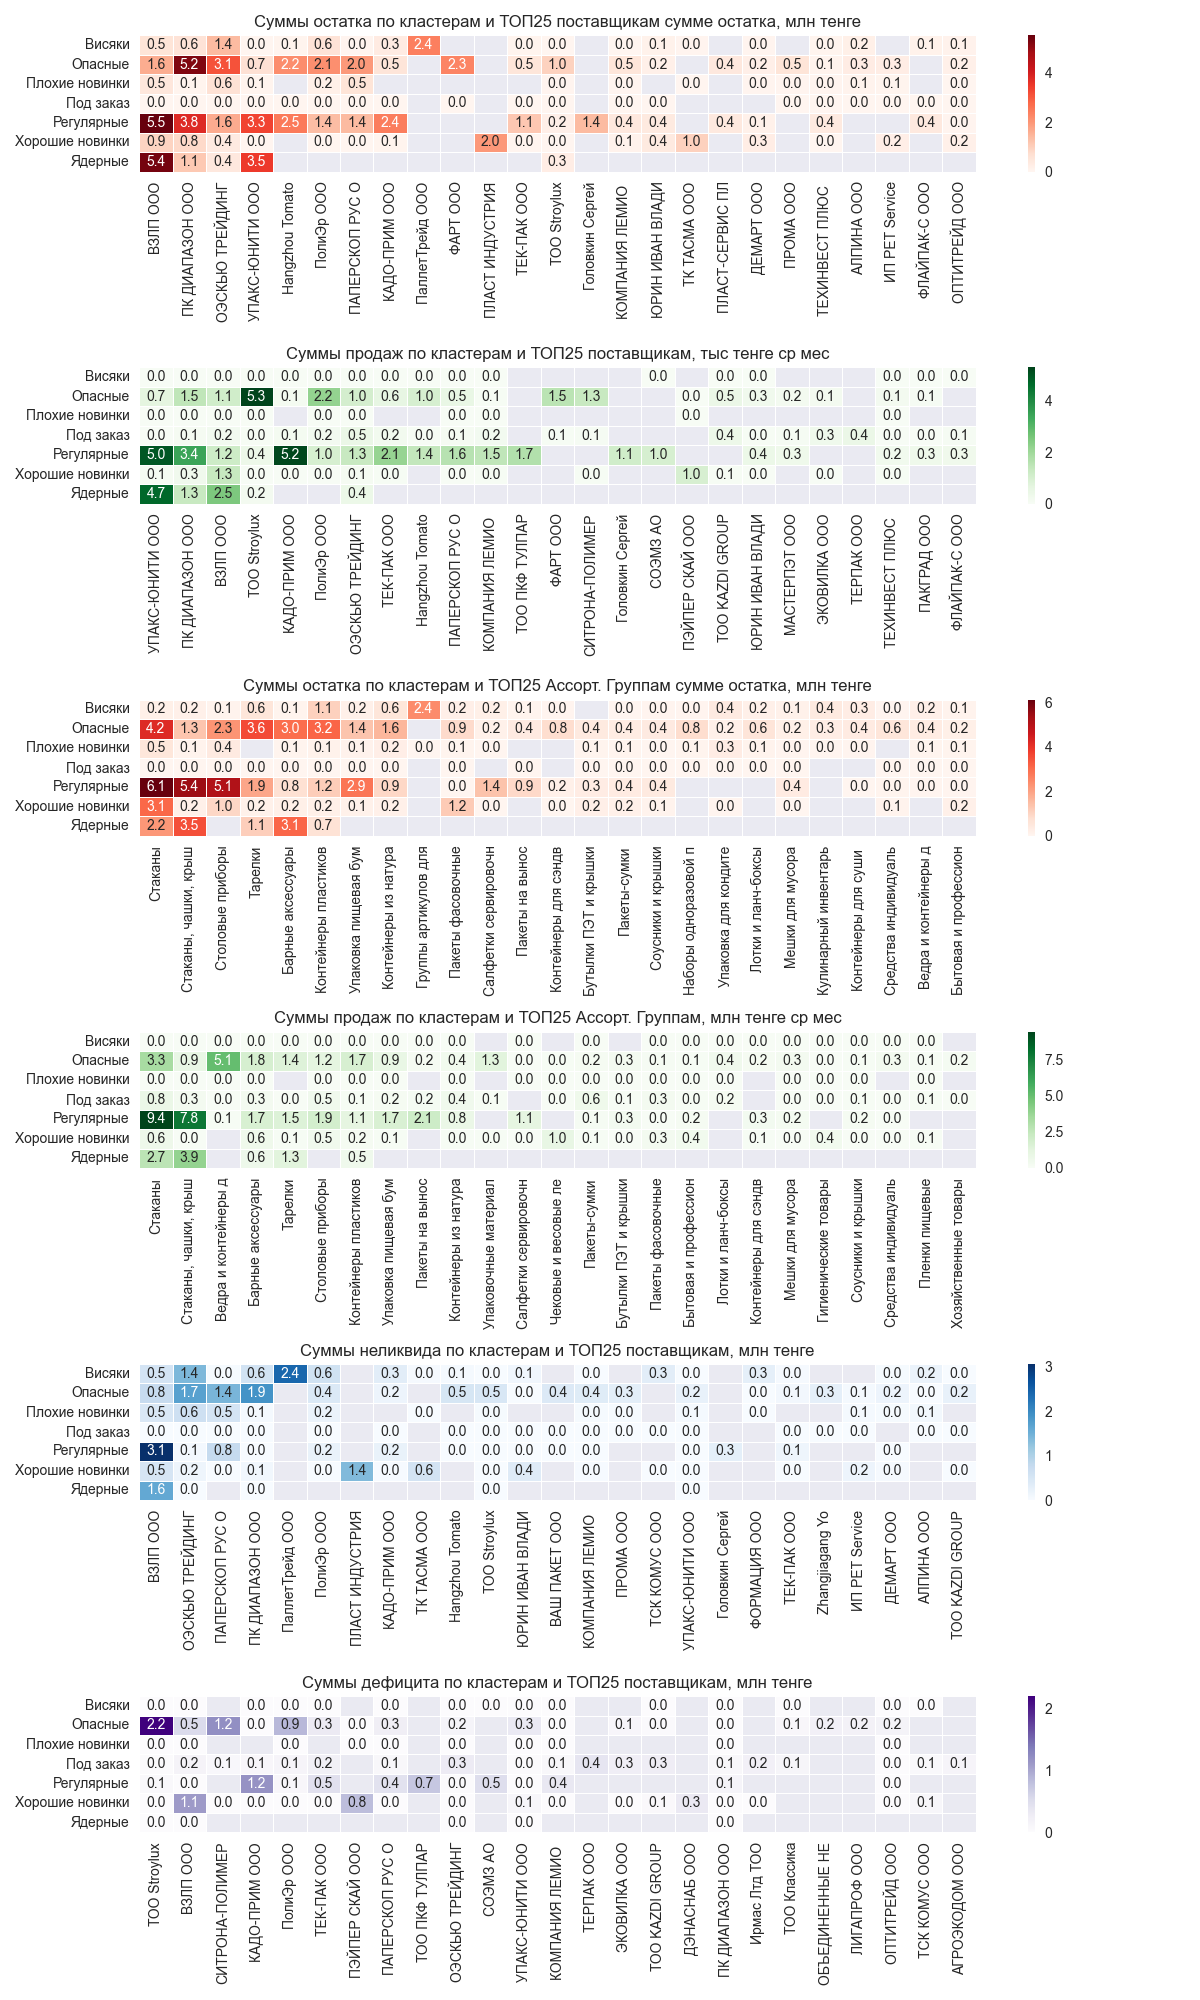 Суммы остатка по кластерам и ТОП25 поставщикам сумме остатка, млн тенге
Висяки 0.5 0.6 1.4 0.0 0.1 0.6 0.0 0.3 2.4 0.0 0.0 0.0 0.1 0.0 0.0 0.0 0.2 0.1 0.1
Опасные 1.6 5.2 3.1 0.7 2.2 2.1 2.0 0.5 2.3 0.5 1.0 0.5 0.2 0.4 0.2 0.5 0.1 0.3 0.3 0.2
Плохие новинки 0.5 0.1 0.6 0.1 0.2 0.5 0.0 0.0 0.0 0.0 0.0 0.0 0.1 0.1 0.0
Под заказ 0.0 0.0 0.0 0.0 0.0 0.0 0.0 0.0 0.0 0.0 0.0 0.0 0.0 0.0 0.0 0.0 0.0 0.0
Регулярные 5.5 3.8 1.6 3.3 2.5 1.4 1.4 2.4 1.1 0.2 1.4 0.4 0.4 0.4 0.1 0.4 0.4 0.0
Хорошие новинки 0.9 0.8 0.4 0.0 0.0 0.0 0.1 2.0 0.0 0.0 0.1 0.4 1.0 0.3 0.0 0.2 0.2
Ядерные 5.4 1.1 0.4 3.5 0.3
4
2
0
ВЗЛП ООО
ПК ДИАПАЗОН ООО
ОЭСКЬЮ ТРЕЙДИНГ
УПАКС-ЮНИТИ ООО
Hangzhou Tomato
ПолиЭр ООО
ПАПЕРСКОП РУС О
КАДО-ПРИМ ООО
ПаллетТрейд ООО
ФАРТ ООО
ПЛАСТ ИНДУСТРИЯ
ТЕК-ПАК ООО
ТОО Stroylux
Головкин Сергей
КОМПАНИЯ ЛЕМИО
ЮРИН ИВАН ВЛАДИ
ТК ТАСМА ООО
ПЛАСТ-СЕРВИС ПЛ
ДЕМАРТ ООО
ПРОМА ООО
ТЕХИНВЕСТ ПЛЮС
АЛПИНА ООО
ИП РЕТ Service
ФЛАЙПАК-С ООО
ОПТИТРЕЙД ООО
Суммы продаж по кластерам и ТОП25 поставщикам, тыс тенге ср мес
Висяки 0.0 0.0 0.0 0.0 0.0 0.0 0.0 0.0 0.0 0.0 0.0 0.0 0.0 0.0 0.0 0.0 0.0
Опасные 0.7 1.5 1.1 5.3 0.1 2.2 1.0 0.6 1.0 0.5 0.1 1.5 1.3 0.0 0.5 0.3 0.2 0.1 0.1 0.1
Плохие новинки 0.0 0.0 0.0 0.0 0.0 0.0 0.0 0.0 0.0 0.0
Под заказ 0.0 0.1 0.2 0.0 0.1 0.2 0.5 0.2 0.0 0.1 0.2 0.1 0.1 0.4 0.0 0.1 0.3 0.4 0.0 0.0 0.1
Регулярные 5.0 3.4 1.2 0.4 5.2 1.0 1.3 2.1 1.4 1.6 1.5 1.7 1.1 1.0 0.4 0.3 0.2 0.3 0.3
Хорошие новинки 0.1 0.3 1.3 0.0 0.0 0.0 0.1 0.0 0.0 0.0 0.0 1.0 0.1 0.0 0.0 0.0
Ядерные 4.7 1.3 2.5 0.2 0.4
4
2
0
УПАКС-ЮНИТИ ООО
ПК ДИАПАЗОН ООО
ВЗЛП ООО
ТОО Stroylux
КАДО-ПРИМ ООО
ПолиЭр ООО
ОЭСКЬЮ ТРЕЙДИНГ
ТЕК-ПАК ООО
Hangzhou Tomato
ПАПЕРСКОП РУС О
КОМПАНИЯ ЛЕМИО
ТОО ПКФ ТУЛПАР
ФАРТ ООО
СИТРОНА-ПОЛИМЕР
Головкин Сергей
СОЭМЗ АО
ПЭЙПЕР СКАЙ ООО
ТОО KAZDI GROUP
ЮРИН ИВАН ВЛАДИ
МАСТЕРПЭТ ООО
ЭКОВИЛКА ООО
ТЕРПАК ООО
ТЕХИНВЕСТ ПЛЮС
ПАКГРАД ООО
ФЛАЙПАК-С ООО
Суммы остатка по кластерам и ТОП25 Ассорт. Группам сумме остатка, млн тенге
Висяки 0.2 0.2 0.1 0.6 0.1 1.1 0.2 0.6 2.4 0.2 0.2 0.1 0.0 0.0 0.0 0.0 0.4 0.2 0.1 0.4 0.3 0.0 0.2 0.1
Опасные 4.2 1.3 2.3 3.6 3.0 3.2 1.4 1.6 0.9 0.2 0.4 0.8 0.4 0.4 0.4 0.8 0.2 0.6 0.2 0.3 0.4 0.6 0.4 0.2
Плохие новинки 0.5 0.1 0.4 0.1 0.1 0.1 0.2 0.0 0.1 0.0 0.1 0.1 0.0 0.1 0.3 0.1 0.0 0.0 0.0 0.1 0.1
Под заказ 0.0 0.0 0.0 0.0 0.0 0.0 0.0 0.0 0.0 0.0 0.0 0.0 0.0 0.0 0.0 0.0 0.0 0.0 0.0 0.0
Регулярные 6.1 5.4 5.1 1.9 0.8 1.2 2.9 0.9 0.0 1.4 0.9 0.2 0.3 0.4 0.4 0.4 0.0 0.0 0.0 0.0
Хорошие новинки 3.1 0.2 1.0 0.2 0.2 0.2 0.1 0.2 1.2 0.0 0.0 0.2 0.2 0.1 0.0 0.0 0.1 0.2
Ядерные 2.2 3.5 1.1 3.1 0.7
6
4
2
0
Стаканы
Стаканы, чашки, крыш
Столовые приборы
Тарелки
Барные аксессуары
Контейнеры пластиков
Упаковка пищевая бум
Контейнеры из натура
Группы артикулов для
Пакеты фасовочные
Салфетки сервировочн
Пакеты на вынос
Контейнеры для сэндв
Бутылки ПЭТ и крышки
Пакеты-сумки
Соусники и крышки
Наборы одноразовой п
Упаковка для кондите
Лотки и ланч-боксы
Мешки для мусора
Кулинарный инвентарь
Контейнеры для суши
Средства индивидуаль
Ведра и контейнеры д
Бытовая и профессион
Суммы продаж по кластерам и ТОП25 Ассорт. Группам, млн тенге ср мес
Висяки 0.0 0.0 0.0 0.0 0.0 0.0 0.0 0.0 0.0 0.0 0.0 0.0 0.0 0.0 0.0 0.0 0.0 0.0 0.0 0.0 0.0 0.0
Опасные 3.3 0.9 5.1 1.8 1.4 1.2 1.7 0.9 0.2 0.4 1.3 0.0 0.0 0.2 0.3 0.1 0.1 0.4 0.2 0.3 0.0 0.1 0.3 0.1 0.2
Плохие новинки 0.0 0.0 0.0 0.0 0.0 0.0 0.0 0.0 0.0 0.0 0.0 0.0 0.0 0.0 0.0 0.0 0.0 0.0 0.0 0.0
Под заказ 0.8 0.3 0.0 0.3 0.0 0.5 0.1 0.2 0.2 0.4 0.1 0.0 0.6 0.1 0.3 0.0 0.2 0.0 0.0 0.1 0.0 0.1 0.0
Регулярные 9.4 7.8 0.1 1.7 1.5 1.9 1.1 1.7 2.1 0.8 1.1 0.1 0.3 0.0 0.2 0.3 0.2 0.2 0.0
Хорошие новинки 0.6 0.0 0.6 0.1 0.5 0.2 0.1 0.0 0.0 0.0 1.0 0.1 0.0 0.3 0.4 0.1 0.0 0.4 0.0 0.0 0.1
Ядерные 2.7 3.9 0.6 1.3 0.5
7.5
5.0
2.5
0.0
Стаканы
Стаканы, чашки, крыш
Ведра и контейнеры д
Барные аксессуары
Тарелки
Столовые приборы
Контейнеры пластиков
Упаковка пищевая бум
Пакеты на вынос
Контейнеры из натура
Упаковочные материал
Салфетки сервировочн
Чековые и весовые ле
Пакеты-сумки
Бутылки ПЭТ и крышки
Пакеты фасовочные
Бытовая и профессион
Лотки и ланч-боксы
Контейнеры для сэндв
Мешки для мусора
Гигиенические товары
Соусники и крышки
Средства индивидуаль
Пленки пищевые
Хозяйственные товары
Суммы неликвида по кластерам и ТОП25 поставщикам, млн тенге
Висяки 0.5 1.4 0.0 0.6 2.4 0.6 0.3 0.0 0.1 0.0 0.1 0.0 0.3 0.0 0.3 0.0 0.0 0.2 0.0
Опасные 0.8 1.7 1.4 1.9 0.4 0.2 0.5 0.5 0.0 0.4 0.4 0.3 0.2 0.0 0.1 0.3 0.1 0.2 0.0 0.2
Плохие новинки 0.5 0.6 0.5 0.1 0.2 0.0 0.0 0.0 0.0 0.1 0.0 0.1 0.0 0.1
Под заказ 0.0 0.0 0.0 0.0 0.0 0.0 0.0 0.0 0.0 0.0 0.0 0.0 0.0 0.0 0.0 0.0 0.0 0.0 0.0
Регулярные 3.1 0.1 0.8 0.0 0.2 0.2 0.0 0.0 0.0 0.0 0.0 0.0 0.0 0.3 0.1 0.0
Хорошие новинки 0.5 0.2 0.0 0.1 0.0 1.4 0.0 0.6 0.0 0.4 0.0 0.0 0.0 0.0 0.2 0.0
Ядерные 1.6 0.0 0.0 0.0 0.0
3
2
1
0
ВЗЛП ООО
ОЭСКЬЮ ТРЕЙДИНГ
ПАПЕРСКОП РУС О
ПК ДИАПАЗОН ООО
ПаллетТрейд ООО
ПолиЭр ООО
ПЛАСТ ИНДУСТРИЯ
КАДО-ПРИМ ООО
ТК ТАСМА ООО
Hangzhou Tomato
ТОО Stroylux
ЮРИН ИВАН ВЛАДИ
ВАШ ПАКЕТ ООО
КОМПАНИЯ ЛЕМИО
ПРОМА ООО
ТСК КОМУС ООО
УПАКС-ЮНИТИ ООО
Головкин Сергей
ФОРМАЦИЯ ООО
ТЕК-ПАК ООО
Zhangjiagang Yo
ИП РЕТ Service
ДЕМАРТ ООО
АЛПИНА ООО
ТОО KAZDI GROUP
Суммы дефицита по кластерам и ТОП25 поставщикам, млн тенге
Висяки 0.0 0.0 0.0 0.0 0.0 0.0 0.0 0.0 0.0 0.0 0.0 0.0 0.0
Опасные 2.2 0.5 1.2 0.0 0.9 0.3 0.0 0.3 0.2 0.3 0.0 0.1 0.0 0.0 0.1 0.2 0.2 0.2
Плохие новинки 0.0 0.0 0.0 0.0 0.0 0.0 0.0 0.0 0.0
Под заказ 0.0 0.2 0.1 0.1 0.1 0.2 0.1 0.3 0.0 0.1 0.4 0.3 0.3 0.1 0.2 0.1 0.0 0.1 0.1
Регулярные 0.1 0.0 1.2 0.1 0.5 0.4 0.7 0.0 0.5 0.0 0.4 0.1 0.0
Хорошие новинки 0.0 1.1 0.0 0.0 0.0 0.0 0.8 0.0 0.0 0.1 0.0 0.0 0.1 0.3 0.0 0.0 0.0 0.1
Ядерные 0.0 0.0 0.0 0.0 0.0
2
1
0
ТОО Stroylux
ВЗЛП ООО
СИТРОНА-ПОЛИМЕР
КАДО-ПРИМ ООО
ПолиЭр ООО
ТЕК-ПАК ООО
ПЭЙПЕР СКАЙ ООО
ПАПЕРСКОП РУС О
ТОО ПКФ ТУЛПАР
ОЭСКЬЮ ТРЕЙДИНГ
СОЭМЗ АО
УПАКС-ЮНИТИ ООО
КОМПАНИЯ ЛЕМИО
ТЕРПАК ООО
ЭКОВИЛКА ООО
ТОО KAZDI GROUP
ДЭНАСНАБ ООО
ПК ДИАПАЗОН ООО
Ирмас Лтд ТОО
ТОО Классика
ОБЪЕДИНЕННЫЕ НЕ
ЛИГАПРОФ ООО
ОПТИТРЕЙД ООО
ТСК КОМУС ООО
АГРОЭКОДОМ ООО